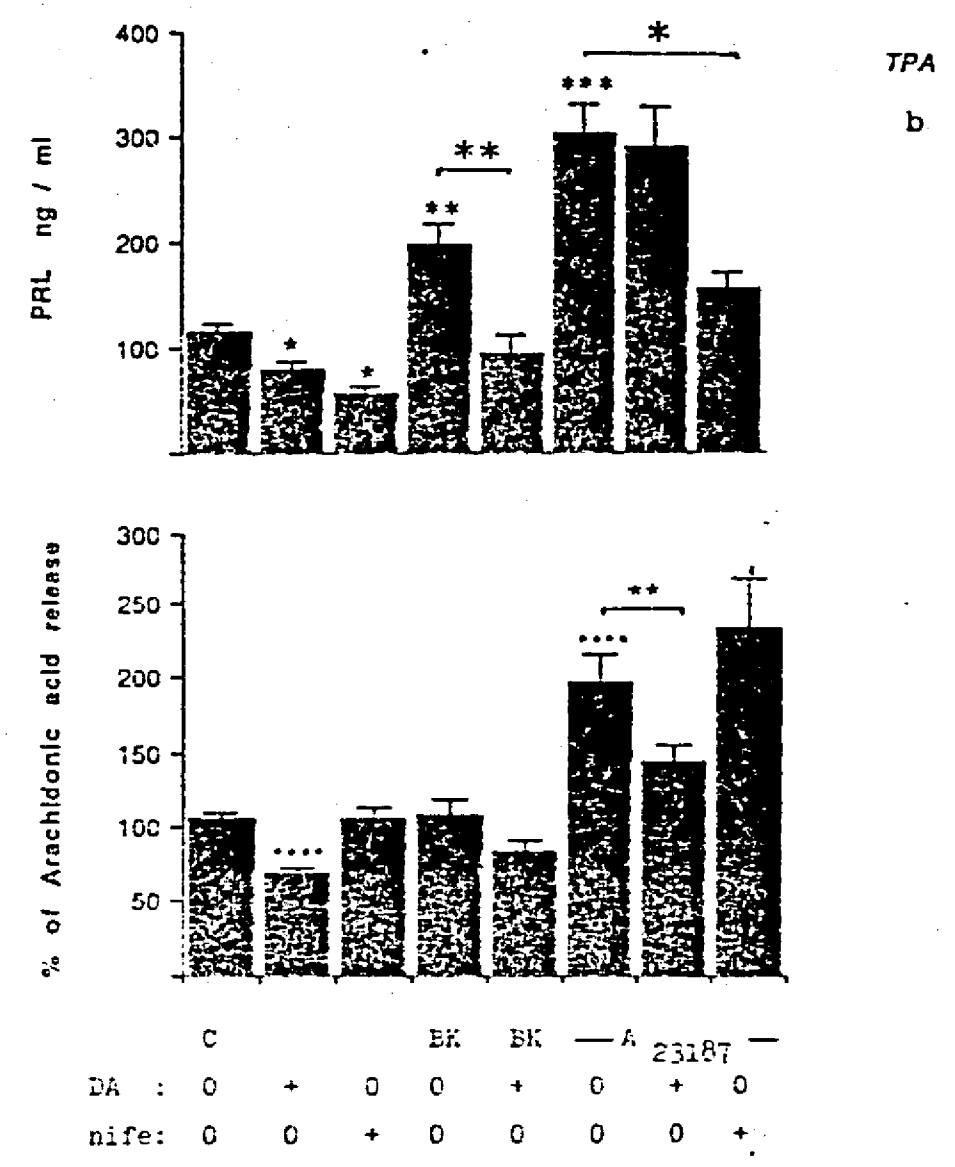 400
*
TPA
***
b
300
**
**
200
*
*
100
PRL ng / ml
300
250
**
****
200
150
100
****
50
% of Arachidonic acid release
C BK BK — A 23187 —
DA : 0 + 0 0 + 0 + 0
nife: 0 0 + 0 0 0 0 +